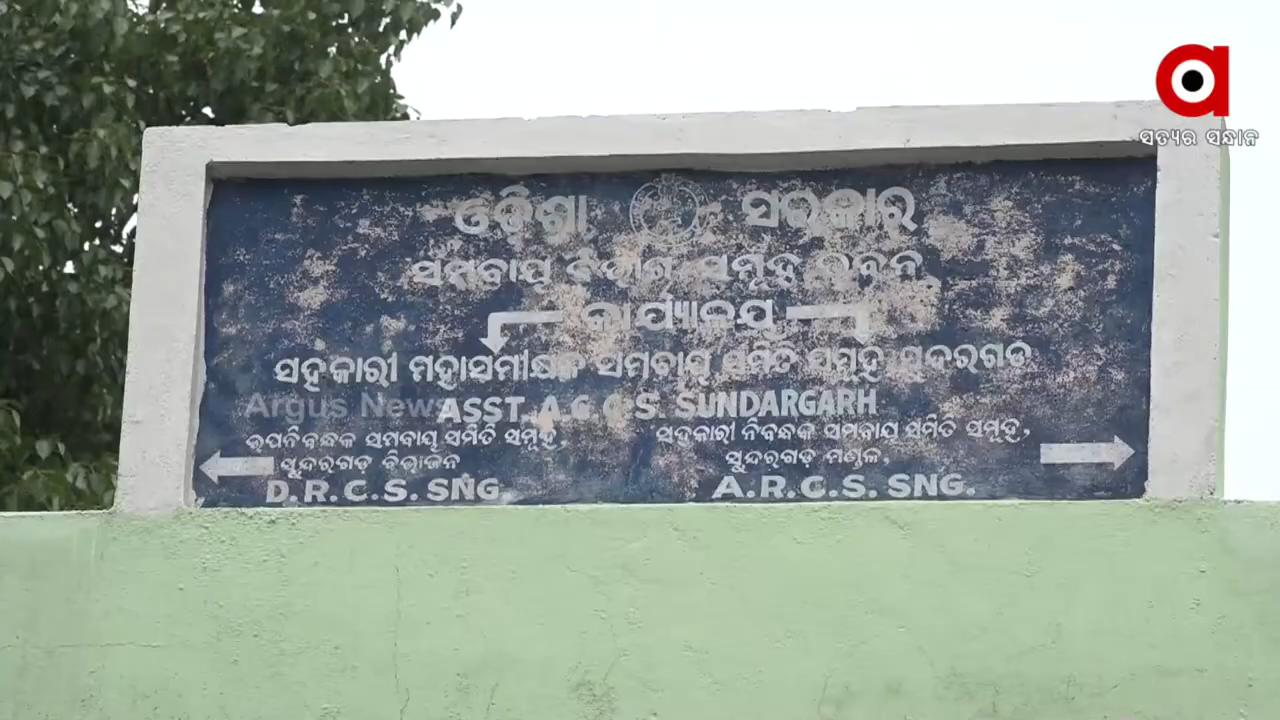 ସତ୍ୟର ସନ୍ଧାନ
ଓଡ଼ିଶା ସରକାର
ସମବାୟ ବିଭାଗ ସମୂହ ଭବନ
କାର୍ଯ୍ୟାଳୟ
ସହକାରୀ ମହାସମୀକ୍ଷକ ସମବାୟ ସମିତି ସମୂହ ସୁନ୍ଦରଗଡ଼
Argus News
ASST. A.G.C.S. SUNDARGARH
ଉପନିବନ୍ଧକ ସମବାୟ ସମିତି ସମୂହ,
ସୁନ୍ଦରଗଡ଼ ବିଭାଜନ
D.R.C.S. SNG.
ସହକାରୀ ନିବନ୍ଧକ ସମବାୟ ସମିତି ସମୂହ,
ସୁନ୍ଦରଗଡ଼ ମଣ୍ଡଳ,
A.R.C.S. SNG.